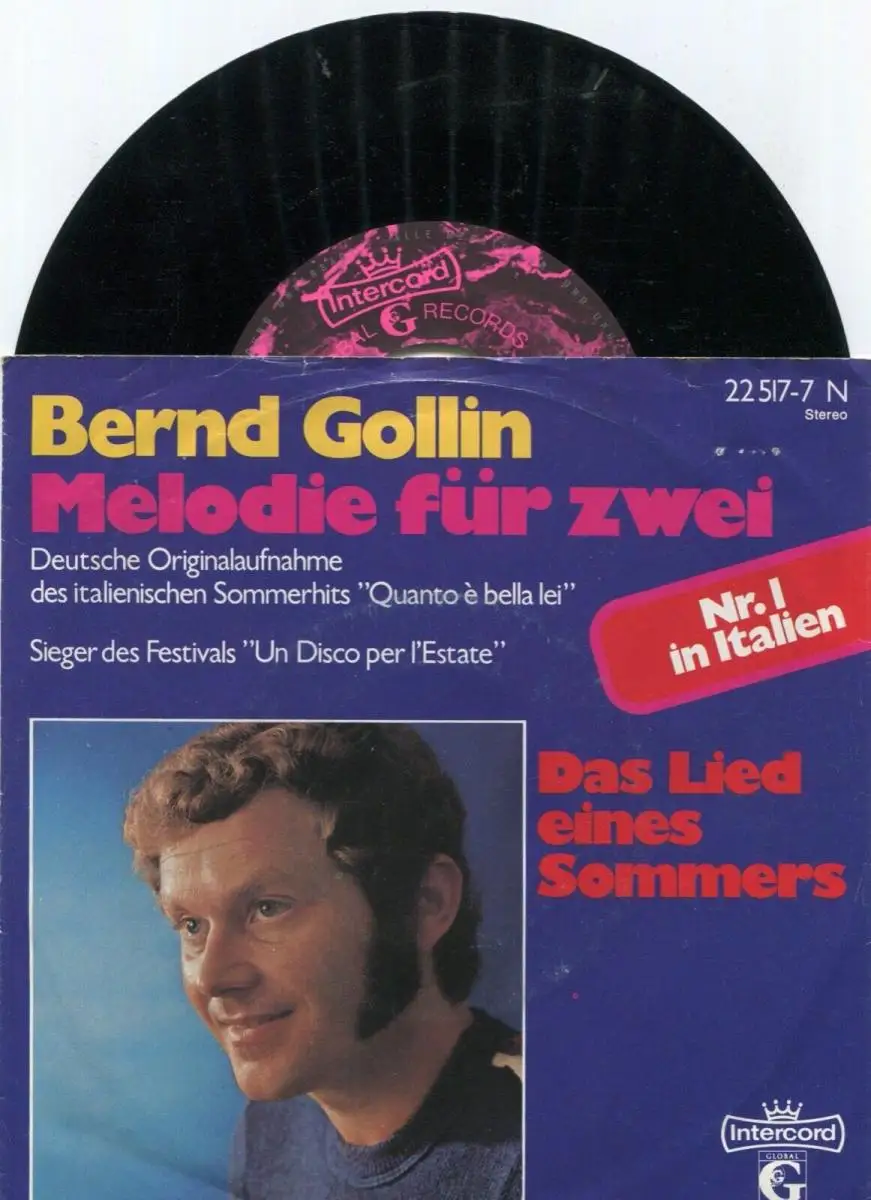 Intercord
G RECORDS
22 517-7 N
Stereo
Bernd Gollin
Melodie für zwei
Deutsche Originalaufnahme
des italienischen Sommerhits "Quanto è bella lei"
Sieger des Festivals "Un Disco per l'Estate"
Nr. 1
in Italien
Das Lied
eines
Sommers
Intercord
GLOBAL
G